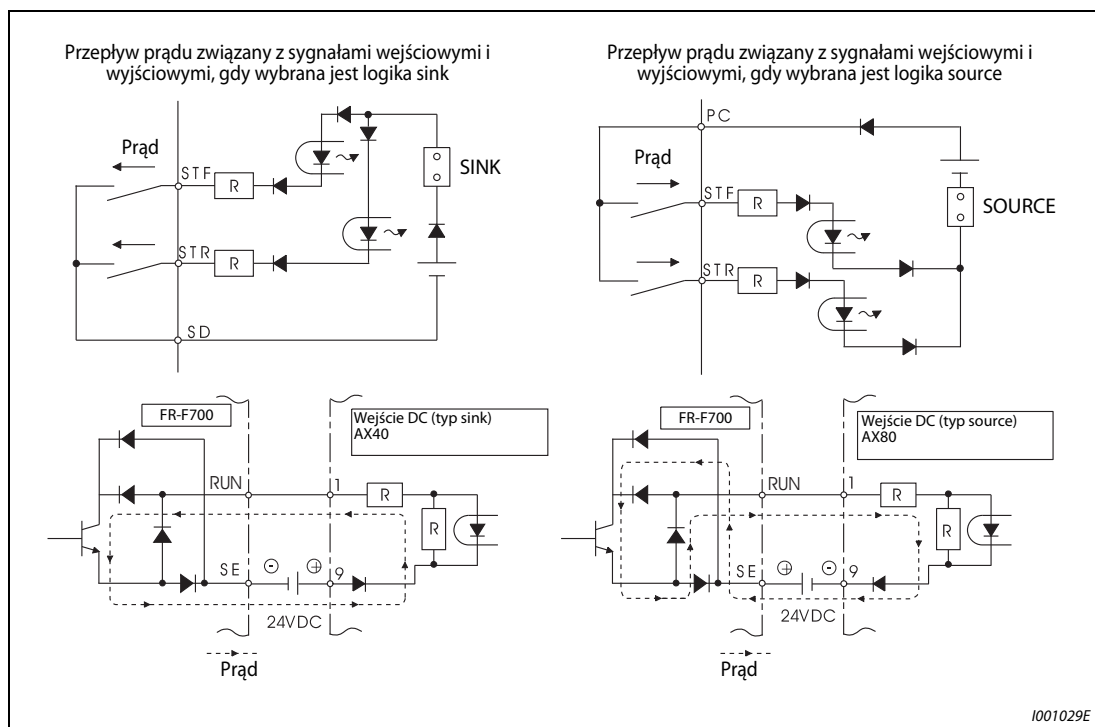 Przepływ prądu związany z sygnałami wejściowymi i
wyjściowymi, gdy wybrana jest logika sink
Prąd
STF
R
SINK
STR
R
SD
Przepływ prądu związany z sygnałami wejściowymi i
wyjściowymi, gdy wybrana jest logika source
PC
Prąd
STF
R
SOURCE
STR
R
FR-F700
Wejście DC (typ sink)
AX40
RUN
1
R
R
SE
⊖
⊕
9
24VDC
Prąd
FR-F700
Wejście DC (typ source)
AX80
RUN
1
R
R
SE
⊕
⊖
9
24VDC
Prąd
I001029E